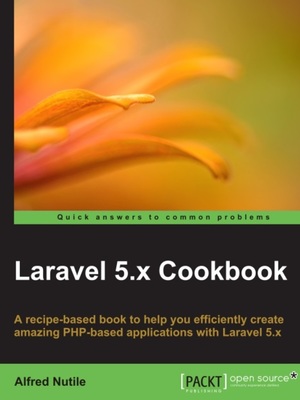 Quick answers to common problems
Laravel 5.x Cookbook
A recipe-based book to help you efficiently create
amazing PHP-based applications with Laravel 5.x
Alfred Nutile
[PACKT] open source*
PUBLISHING